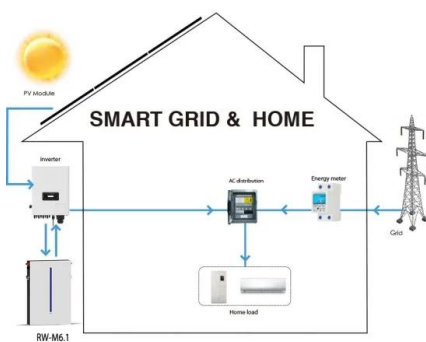 PV Module
SMART GRID & HOME
inverter
AC distribution
Energy meter
Grid
Home load
RW-M6.1